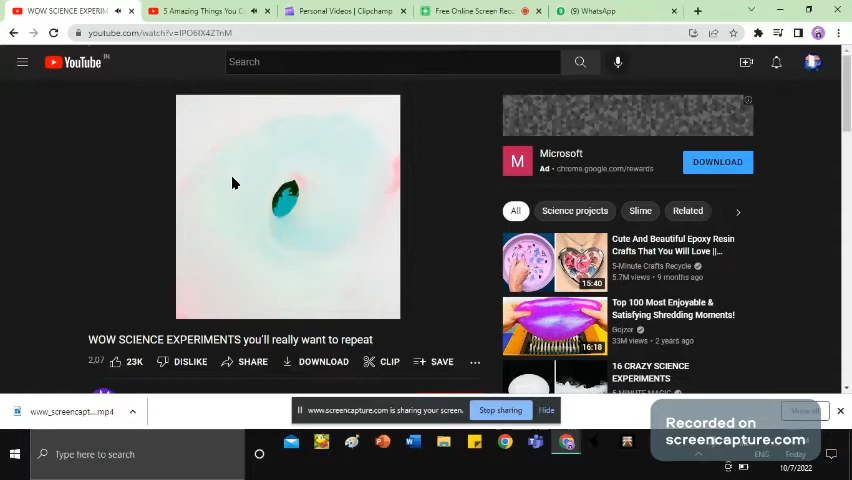 WOW SCIENCE EXPERIM
5 Amazing Things You C
Personal Videos | Clipchamp
Free Online Screen Reco
(9) WhatsApp
youtube.com/watch?v=IPO6fX4ZTnM
YouTube IN
Search
M
Microsoft
Ad • chrome.google.com/rewards
DOWNLOAD
All
Science projects
Slime
Related
Cute And Beautiful Epoxy Resin
Crafts That You Will Love ||...
5-Minute Crafts Recycle
5.7M views • 9 months ago
15:40
Top 100 Most Enjoyable &
Satisfying Shredding Moments!
Gojzer
33M views • 2 years ago
16:18
16 CRAZY SCIENCE
EXPERIMENTS
WOW SCIENCE EXPERIMENTS you'll really want to repeat
2,07
23K
DISLIKE
SHARE
DOWNLOAD
CLIP
SAVE
www_screencapt....mp4
www.screencapture.com is sharing your screen.
Stop sharing
Hide
Show all
Recorded on
screencapture.com
Type here to search
ENG
Friday
10/7/2022